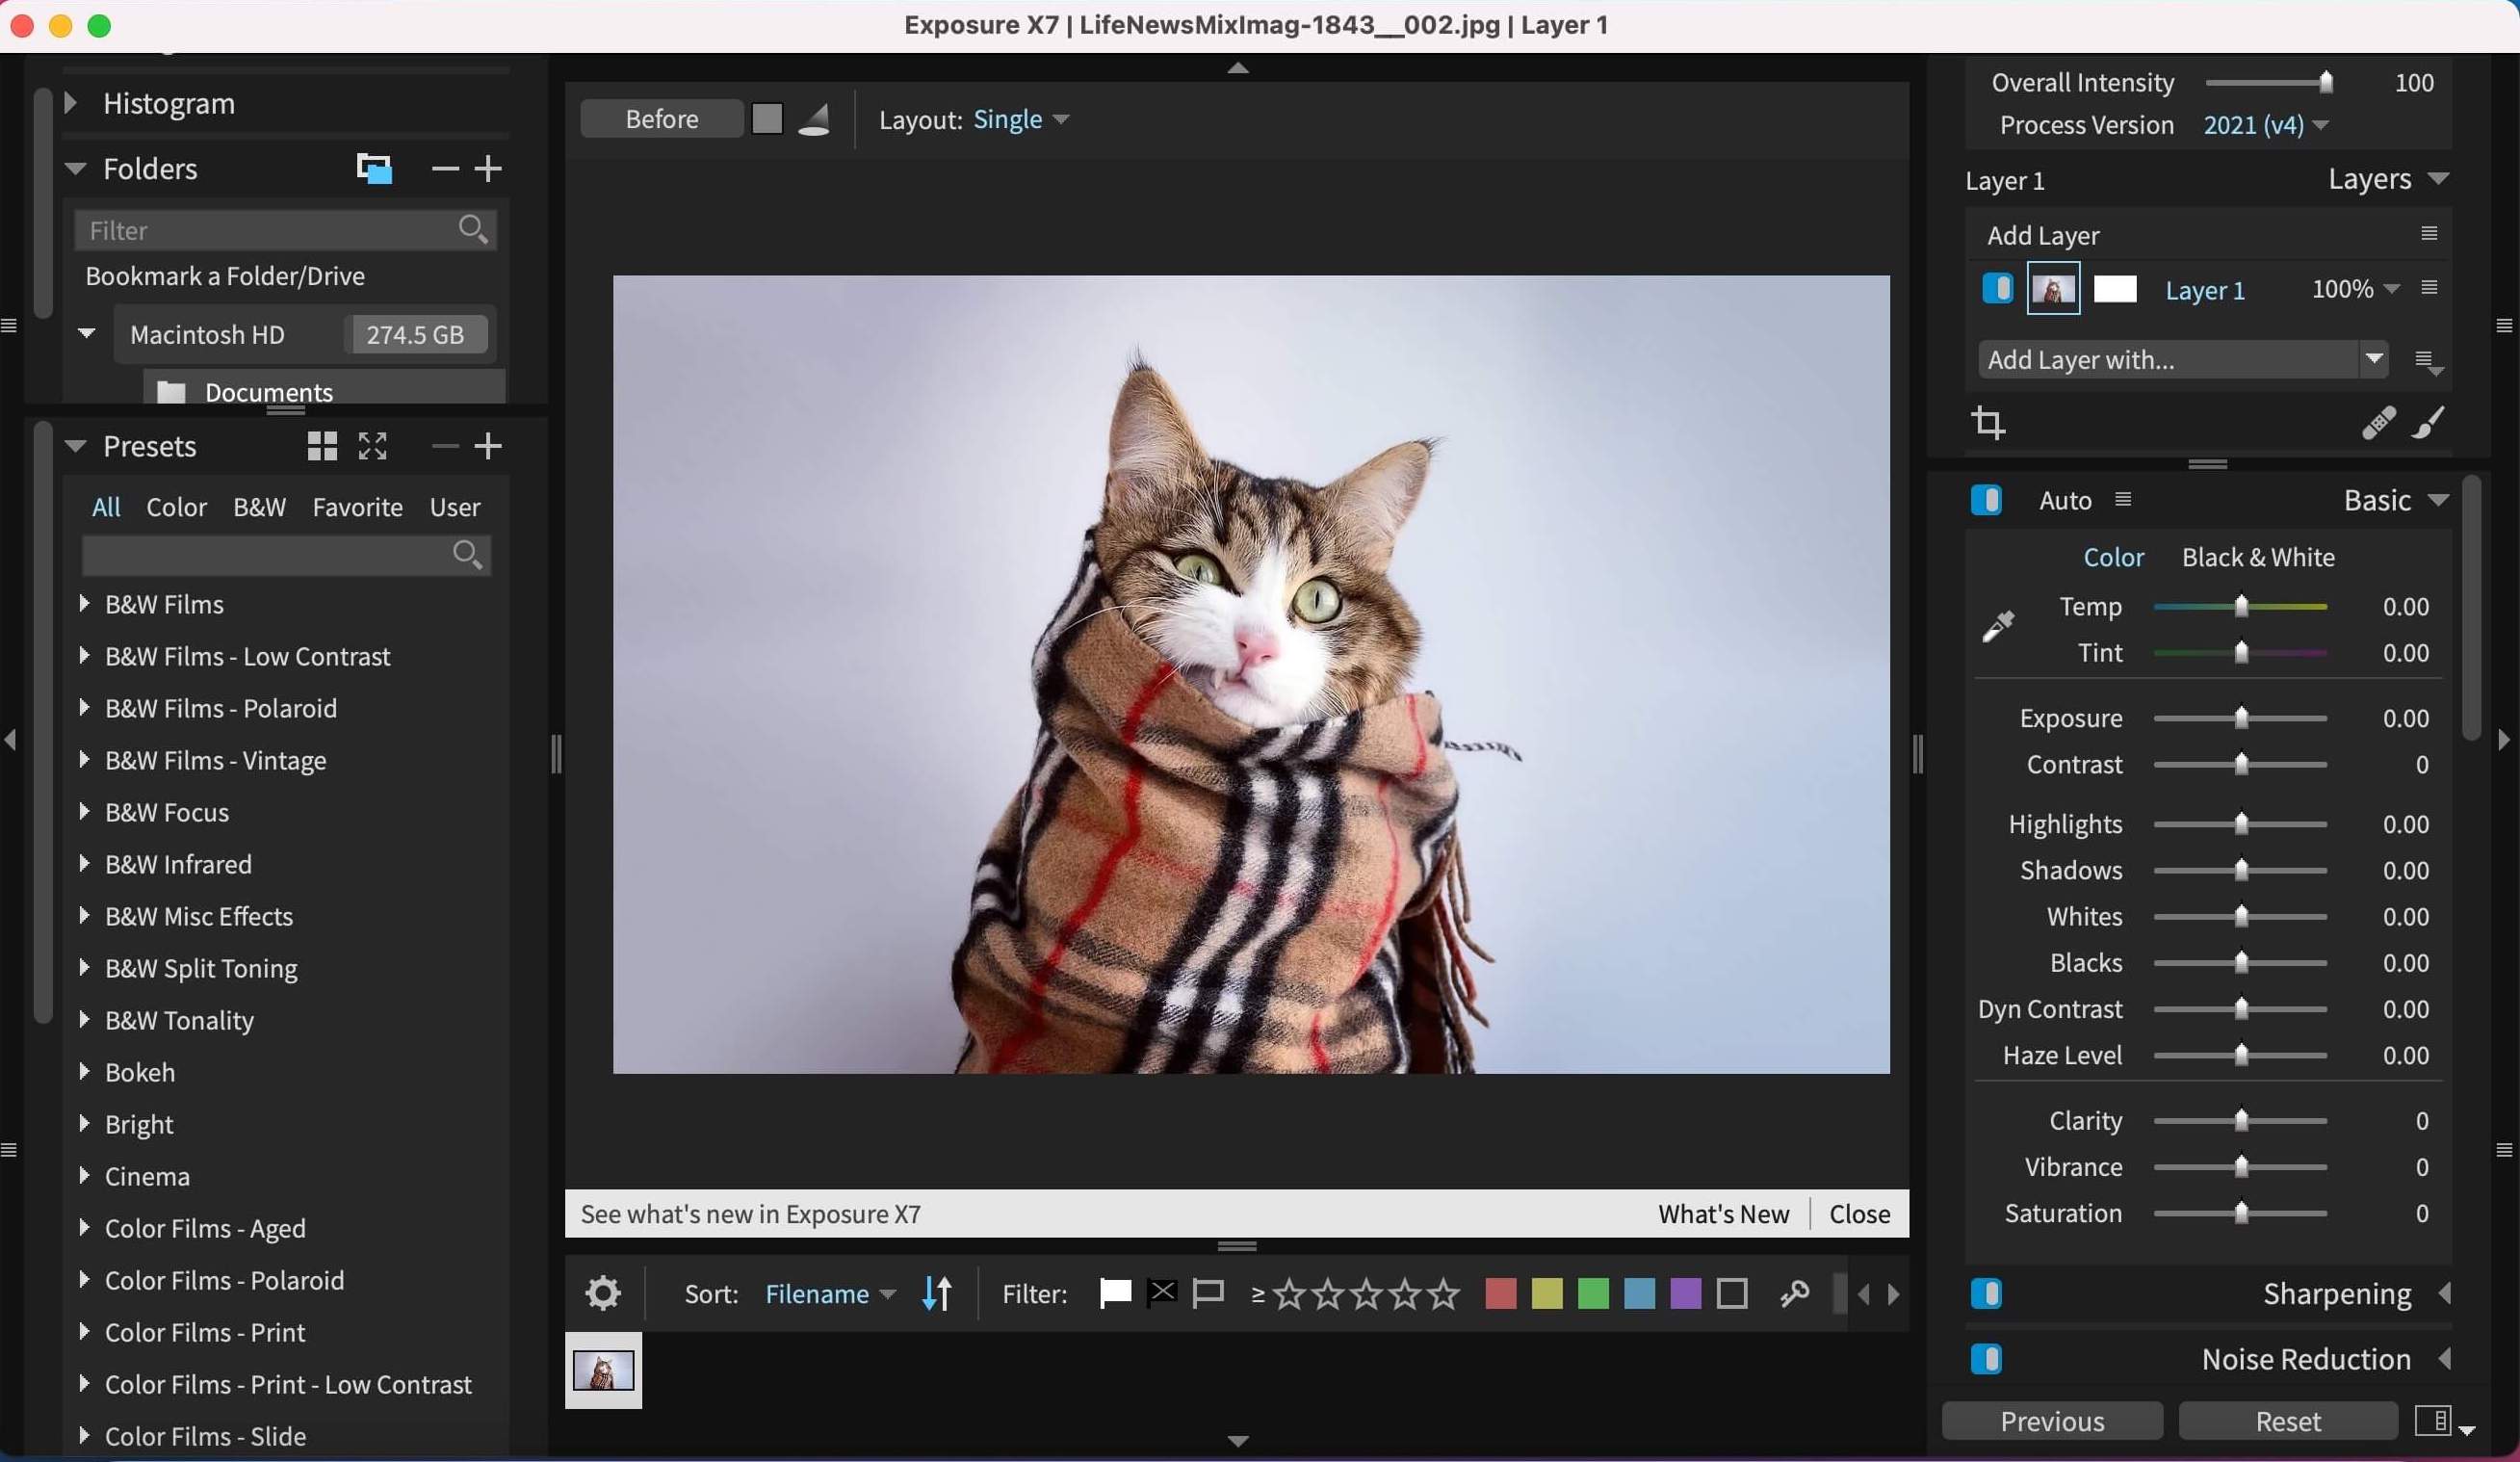 Exposure X7 | LifeNewsMixImag-1843__002.jpg | Layer 1
Histogram
Folders
Filter
Bookmark a Folder/Drive
Macintosh HD 274.5 GB
Documents
Presets
All Color B&W Favorite User
B&W Films
B&W Films - Low Contrast
B&W Films - Polaroid
B&W Films - Vintage
B&W Focus
B&W Infrared
B&W Misc Effects
B&W Split Toning
B&W Tonality
Bokeh
Bright
Cinema
Color Films - Aged
Color Films - Polaroid
Color Films - Print
Color Films - Print - Low Contrast
Color Films - Slide
Before Layout: Single
See what's new in Exposure X7 What's New Close
Sort: Filename Filter: ≥
Overall Intensity 100
Process Version 2021 (v4)
Layer 1 Layers
Add Layer
Layer 1 100%
Add Layer with...
Auto Basic
Color Black & White
Temp 0.00
Tint 0.00
Exposure 0.00
Contrast 0
Highlights 0.00
Shadows 0.00
Whites 0.00
Blacks 0.00
Dyn Contrast 0.00
Haze Level 0.00
Clarity 0
Vibrance 0
Saturation 0
Sharpening
Noise Reduction
Previous Reset